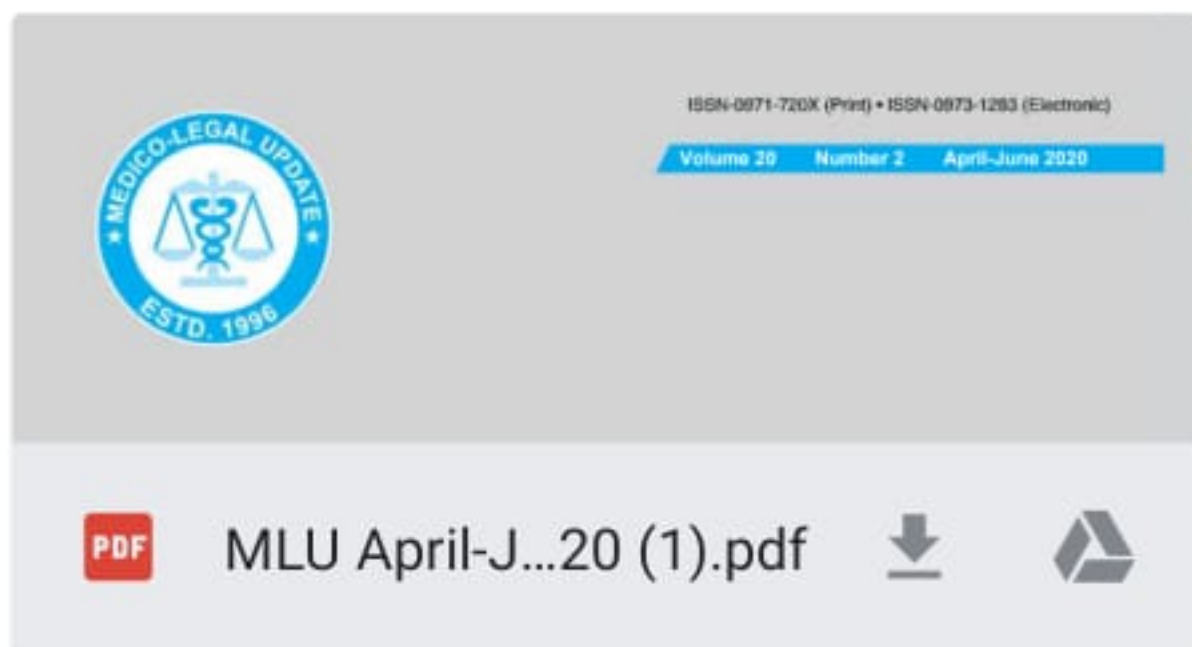 ISSN-0971-720X (Print) • ISSN-0973-1283 (Electronic)
Volume 20 Number 2 April-June 2020
★ MEDICO-LEGAL UPDATE ★
ESTD. 1996
PDF
MLU April-J...20 (1).pdf